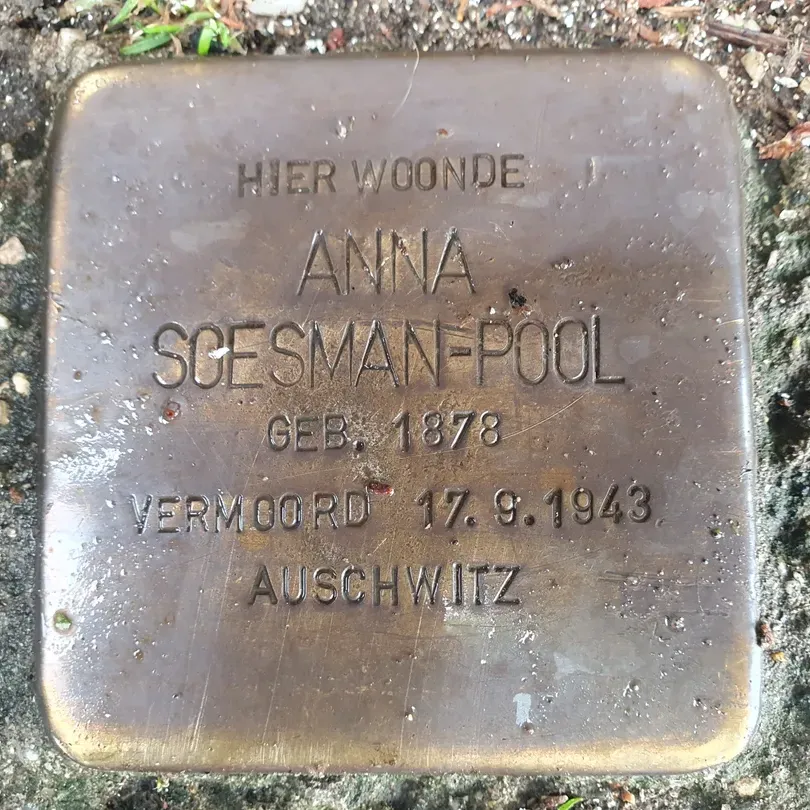 HIER WOONDE
ANNA
SOESMAN-POOL
GEB. 1878
VERMOORD 17.9.1943
AUSCHWITZ